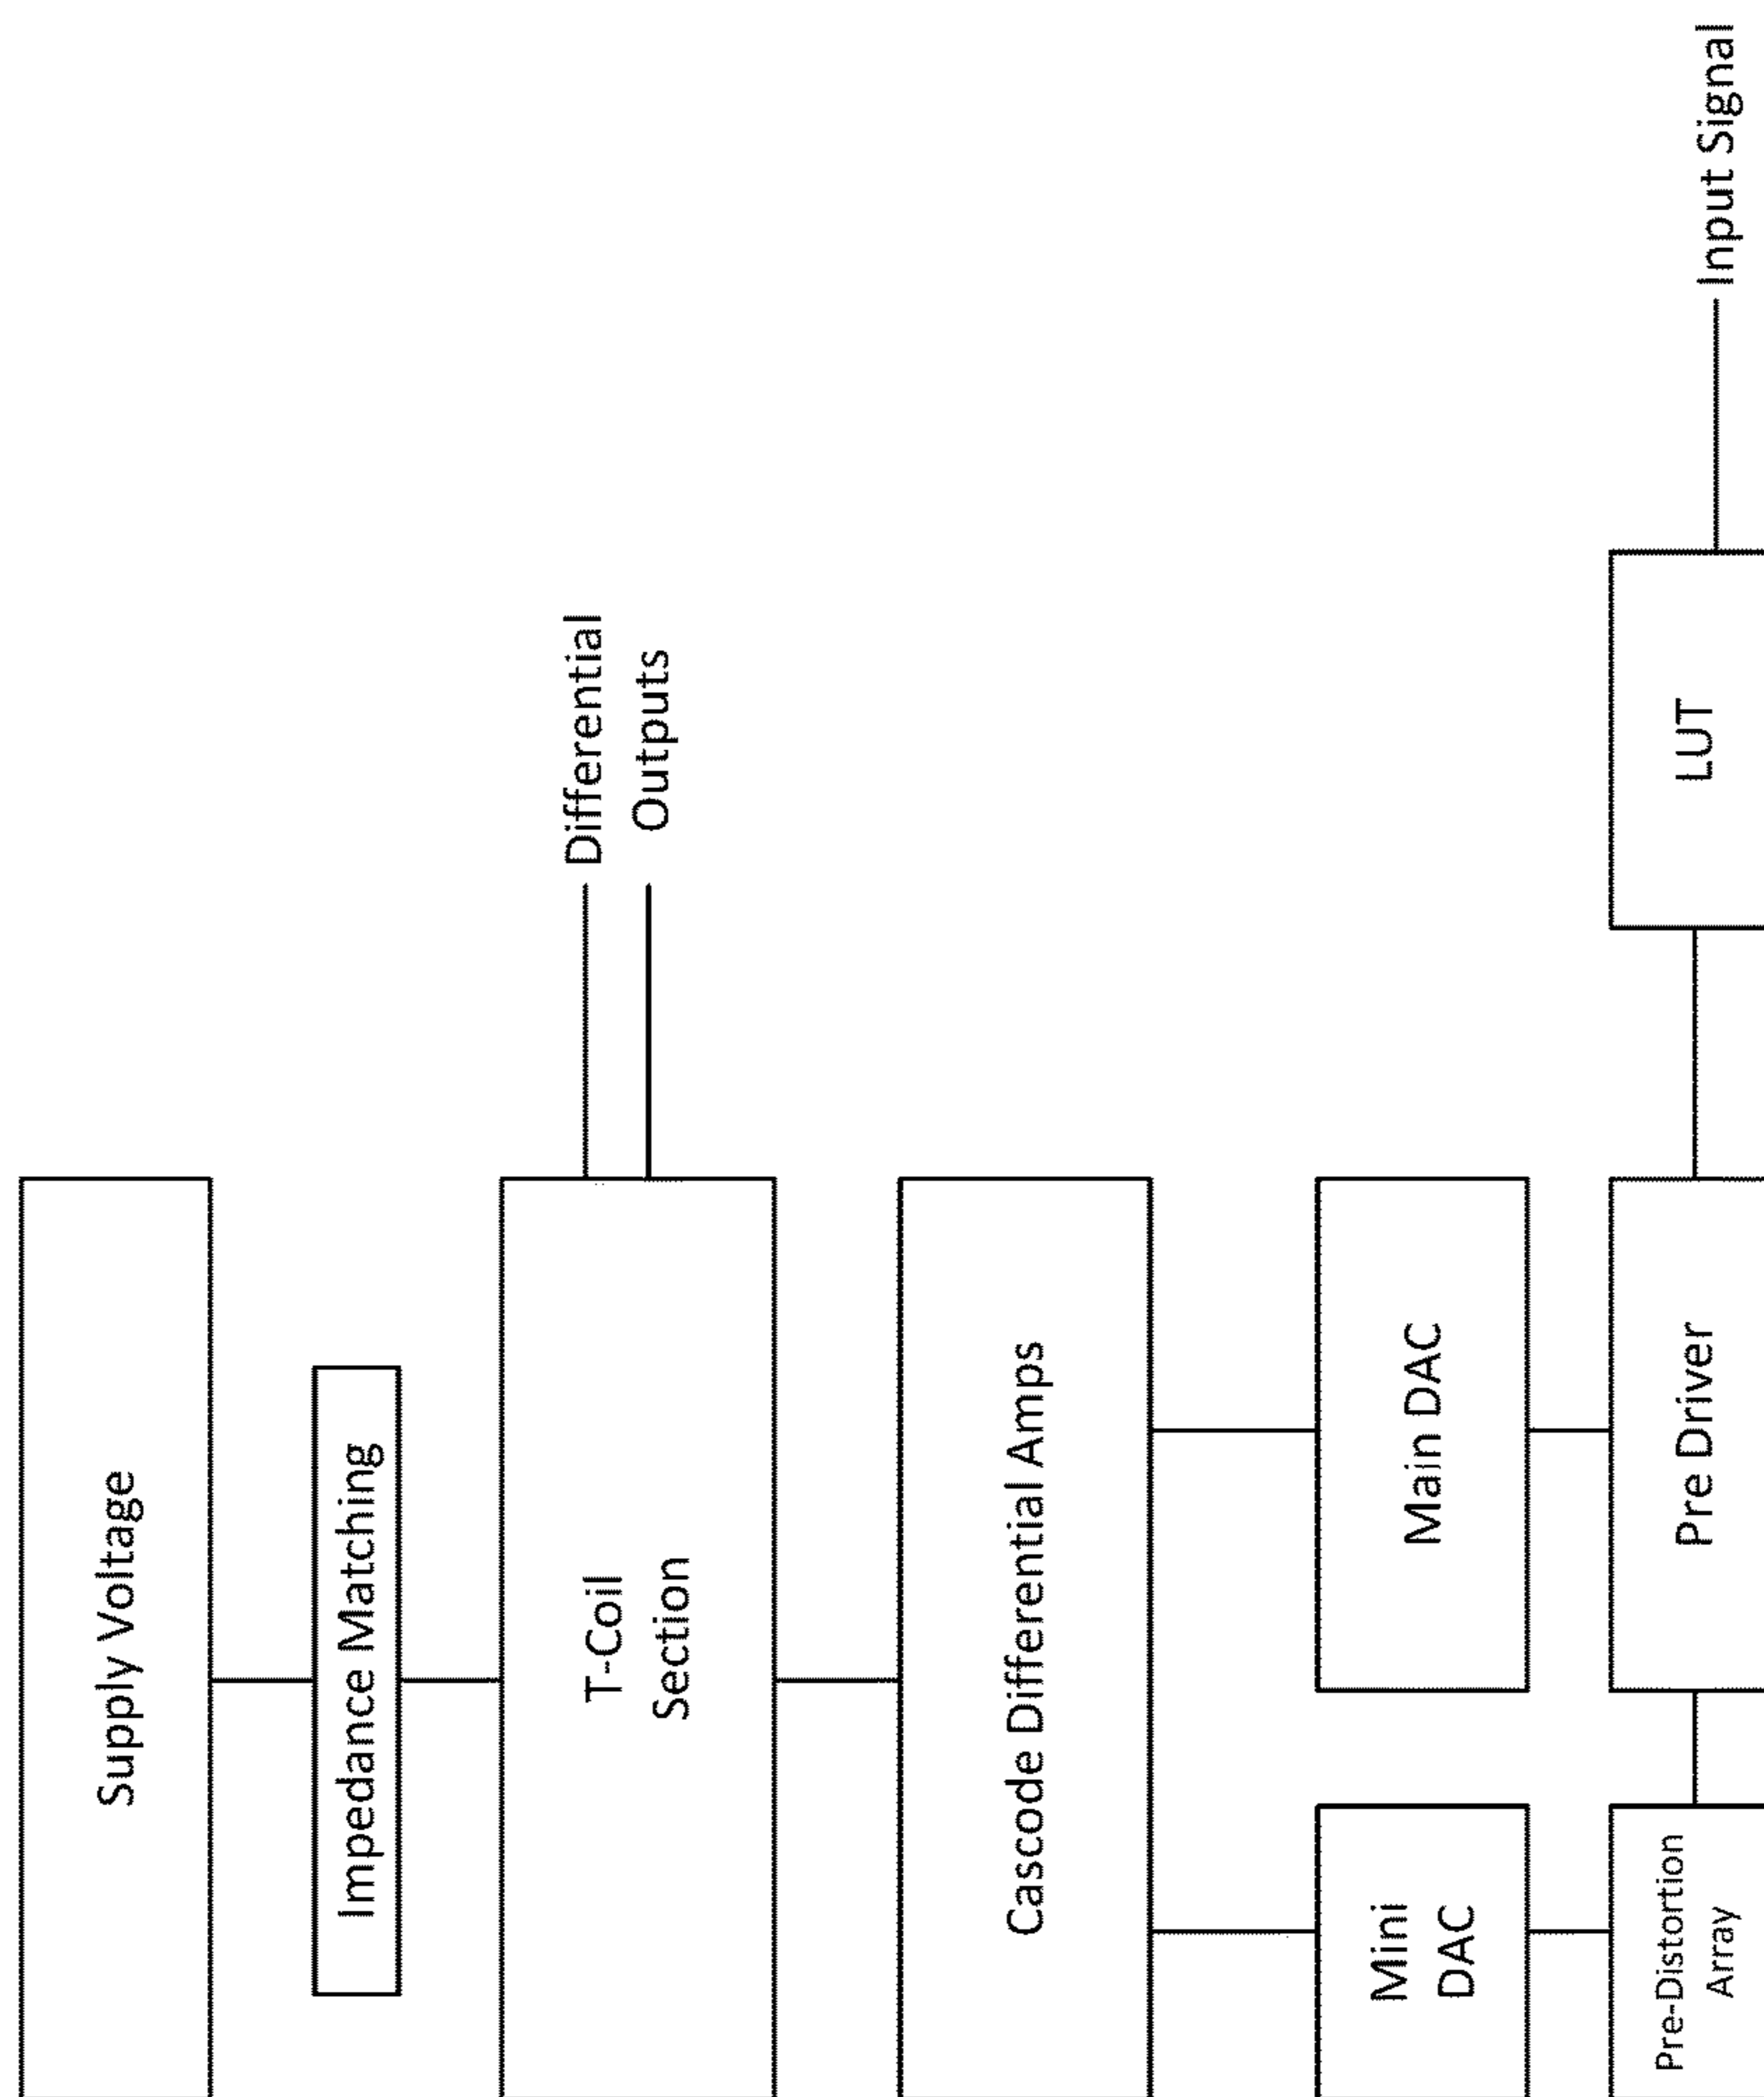 Supply Voltage
Impedance Matching
T-Coil
Section
Differential
Outputs
Cascode Differential Amps
Mini
DAC
Main DAC
Pre-Distortion
Array
Pre Driver
LUT
Input Signal